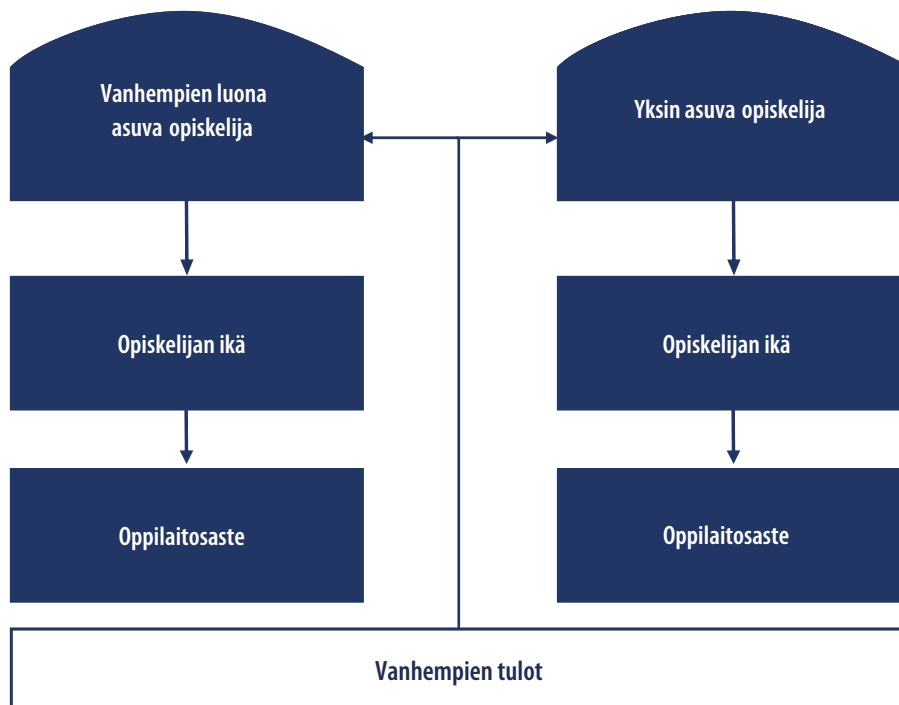 Vanhempien luona
asuva opiskelija
Yksin asuva opiskelija
Opiskelijan ikä
Opiskelijan ikä
Oppilaitosaste
Oppilaitosaste
Vanhempien tulot